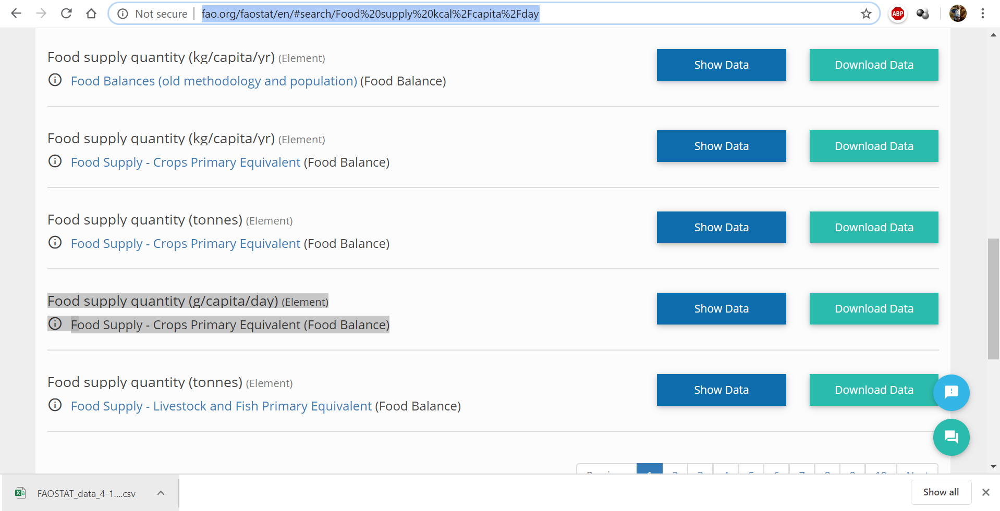 Not secure | fao.org/faostat/en/#search/Food%20supply%20kcal%2Fcapita%2Fday
ABP
Food supply quantity (kg/capita/yr) (Element)
Food Balances (old methodology and population) (Food Balance)
Show Data
Download Data
Food supply quantity (kg/capita/yr) (Element)
Food Supply - Crops Primary Equivalent (Food Balance)
Show Data
Download Data
Food supply quantity (tonnes) (Element)
Food Supply - Crops Primary Equivalent (Food Balance)
Show Data
Download Data
Food supply quantity (g/capita/day) (Element)
Food Supply - Crops Primary Equivalent (Food Balance)
Show Data
Download Data
Food supply quantity (tonnes) (Element)
Food Supply - Livestock and Fish Primary Equivalent (Food Balance)
Show Data
Download Data
1 2 3 4 5 6 7 8 9 10 Next
FAOSTAT_data_4-1....csv
Show all